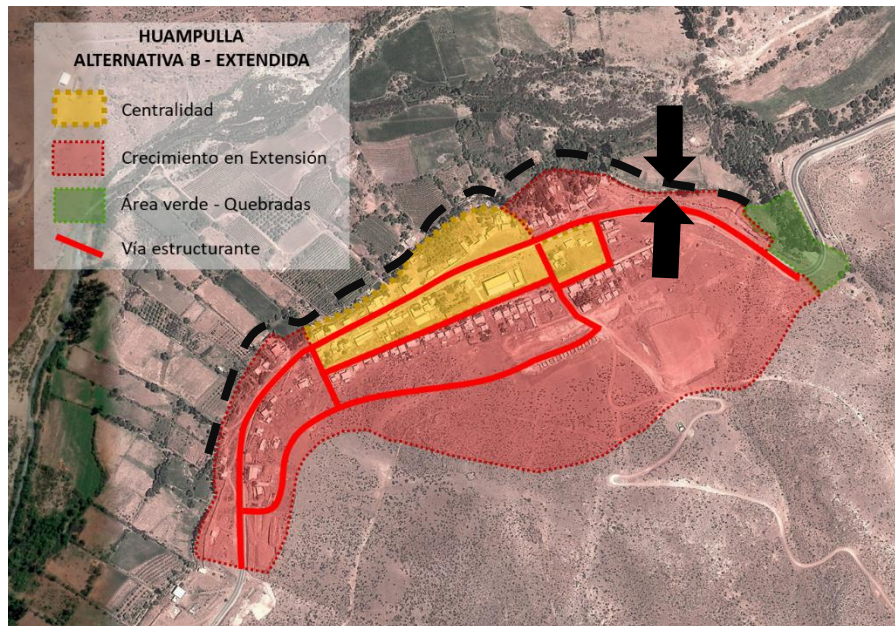 HUAMPULLA
ALTERNATIVA B - EXTENDIDA
Centralidad
Crecimiento en Extensión
Área verde - Quebradas
Vía estructurante